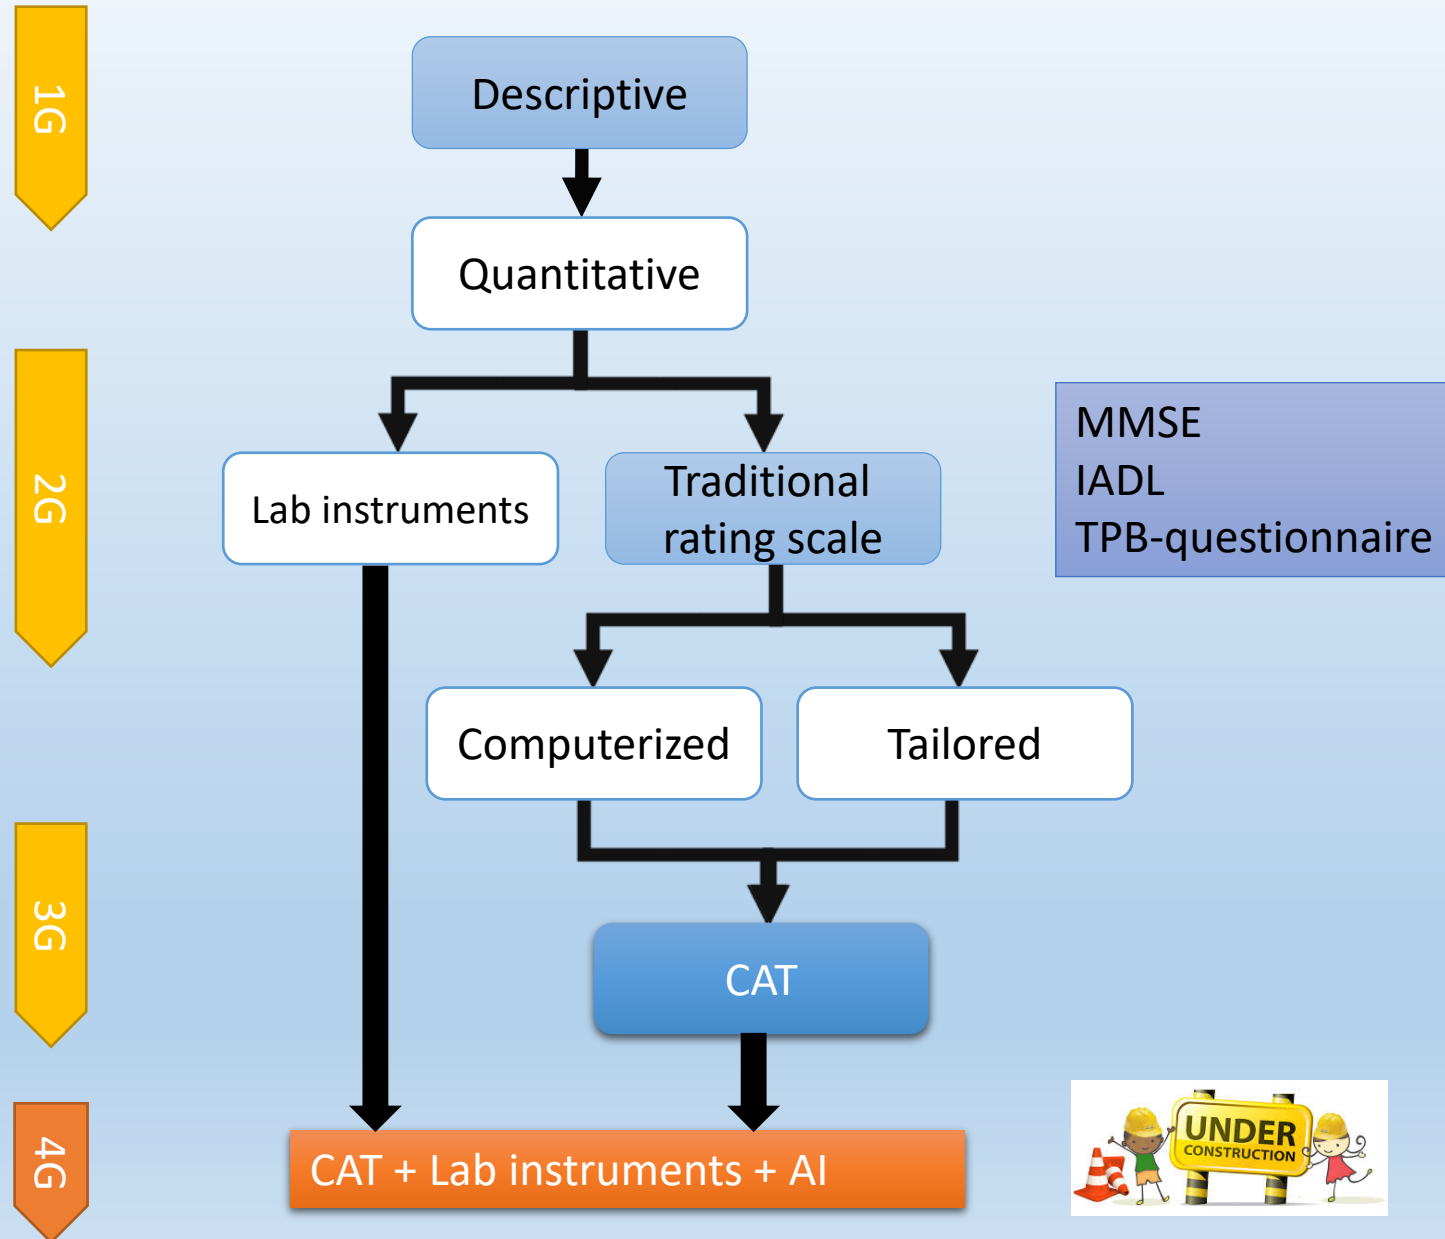 1G
Descriptive
Quantitative
2G
Lab instruments
Traditional
rating scale
MMSE
IADL
TPB-questionnaire
Computerized
Tailored
3G
CAT
4G
CAT + Lab instruments + AI
UNDER
CONSTRUCTION